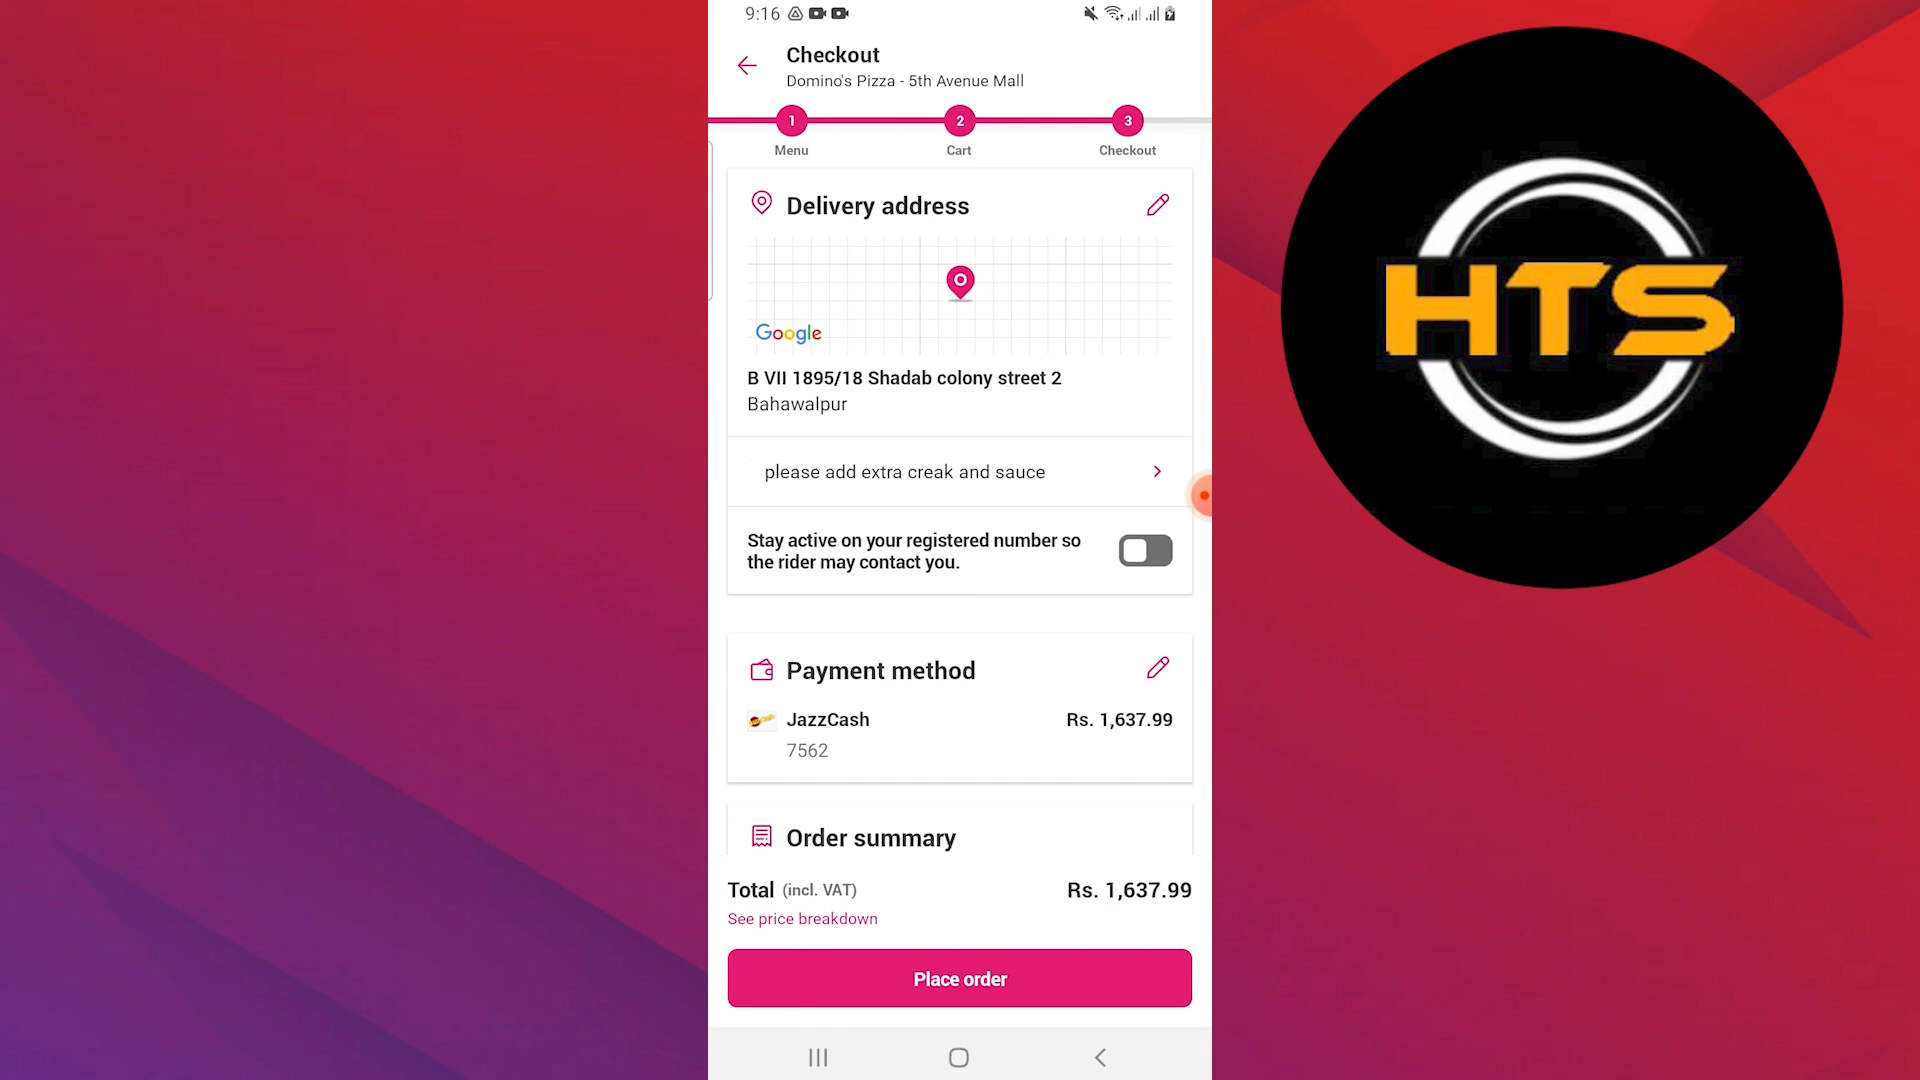 9:16
Checkout
Domino's Pizza - 5th Avenue Mall
1 2 3
Menu Cart Checkout
Delivery address
Google
B VII 1895/18 Shadab colony street 2
Bahawalpur
please add extra creak and sauce
Stay active on your registered number so
the rider may contact you.
Payment method
JazzCash Rs. 1,637.99
7562
Order summary
Total (incl. VAT) Rs. 1,637.99
See price breakdown
Place order
HTS